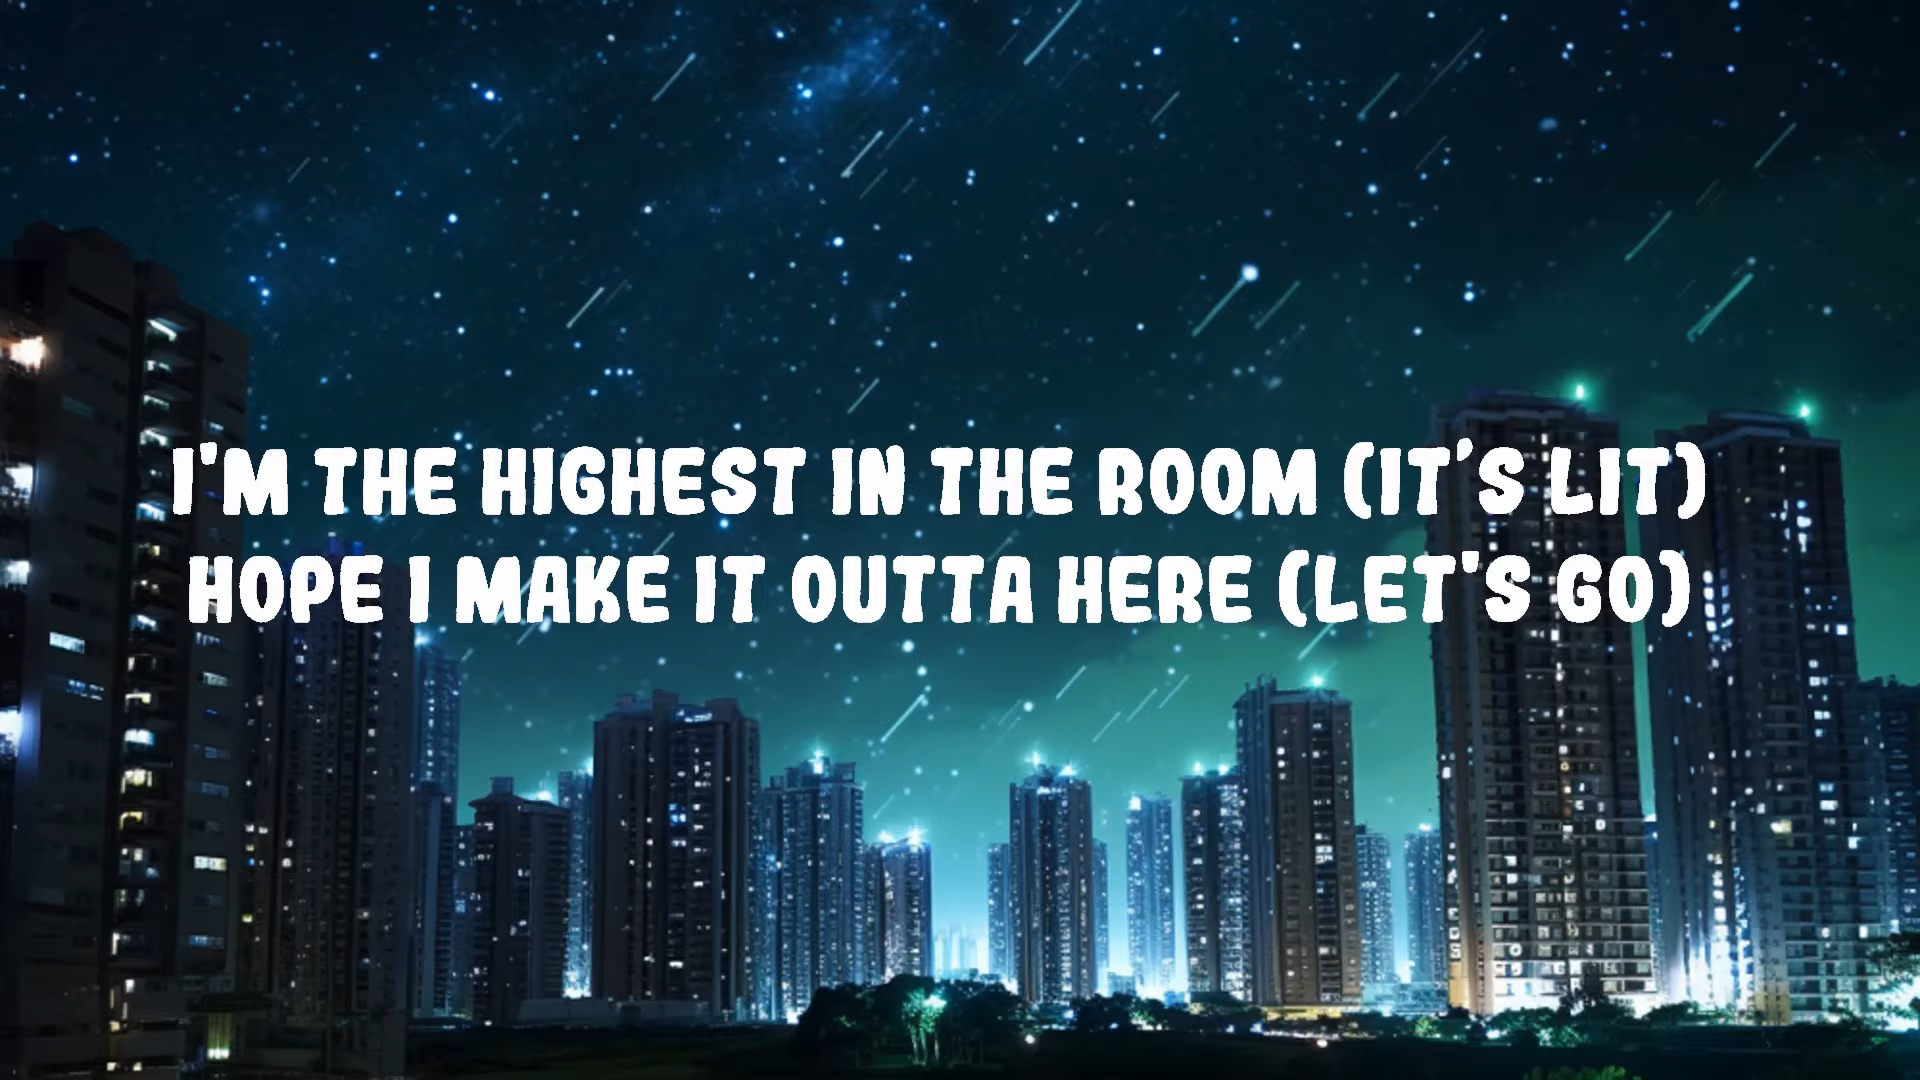 I'M THE HIGHEST IN THE ROOM (IT'S LIT)
HOPE I MAKE IT OUTTA HERE (LET'S GO)